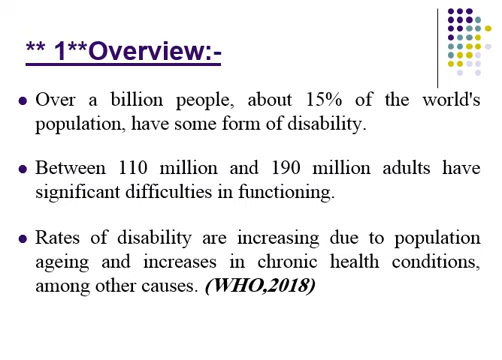 ** 1**Overview:-
● Over a billion people, about 15% of the world's
population, have some form of disability.
● Between 110 million and 190 million adults have
significant difficulties in functioning.
● Rates of disability are increasing due to population
ageing and increases in chronic health conditions,
among other causes. (WHO,2018)